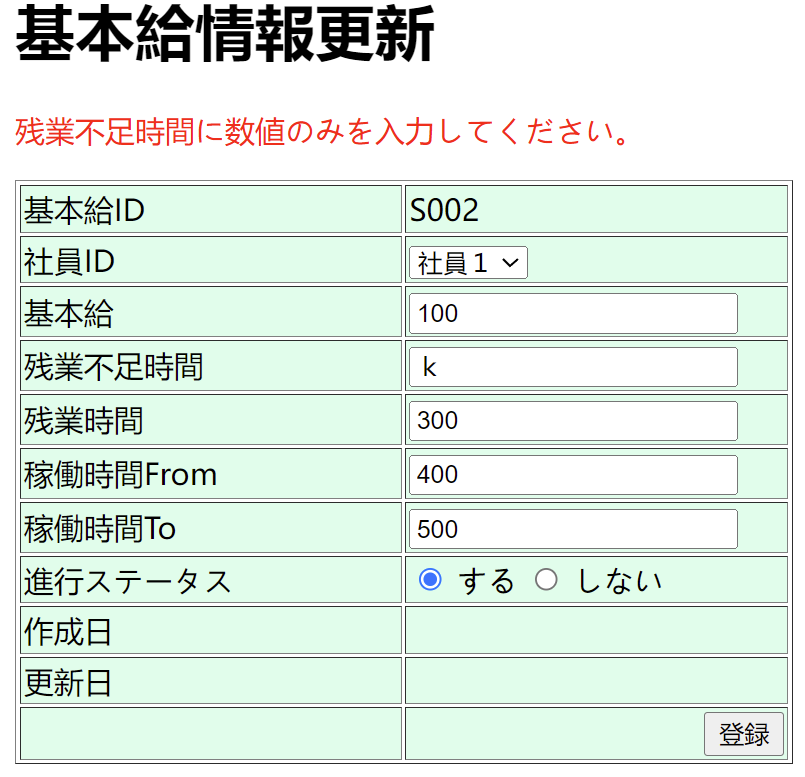 基本給情報更新
残業不足時間に数値のみを入力してください。
基本給ID S002
社員ID 社員１
基本給 100
残業不足時間 ｋ
残業時間 300
稼働時間From 400
稼働時間To 500
進行ステータス する しない
作成日
更新日
登録